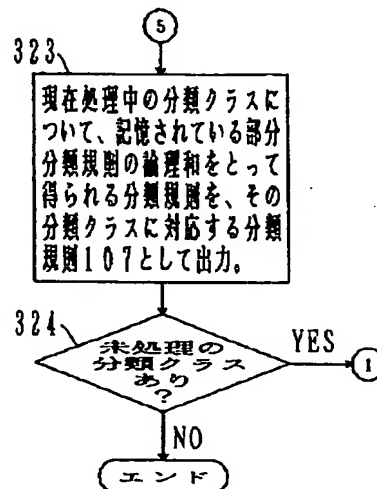 5
323
現在処理中の分類クラスに
ついて、記憶されている部分
分類規則の論理和をとって
得られる分類規則を、その
分類クラスに対応する分類
規則107として出力。
324
未処理の
分類クラス
あり
?
YES
1
NO
エンド